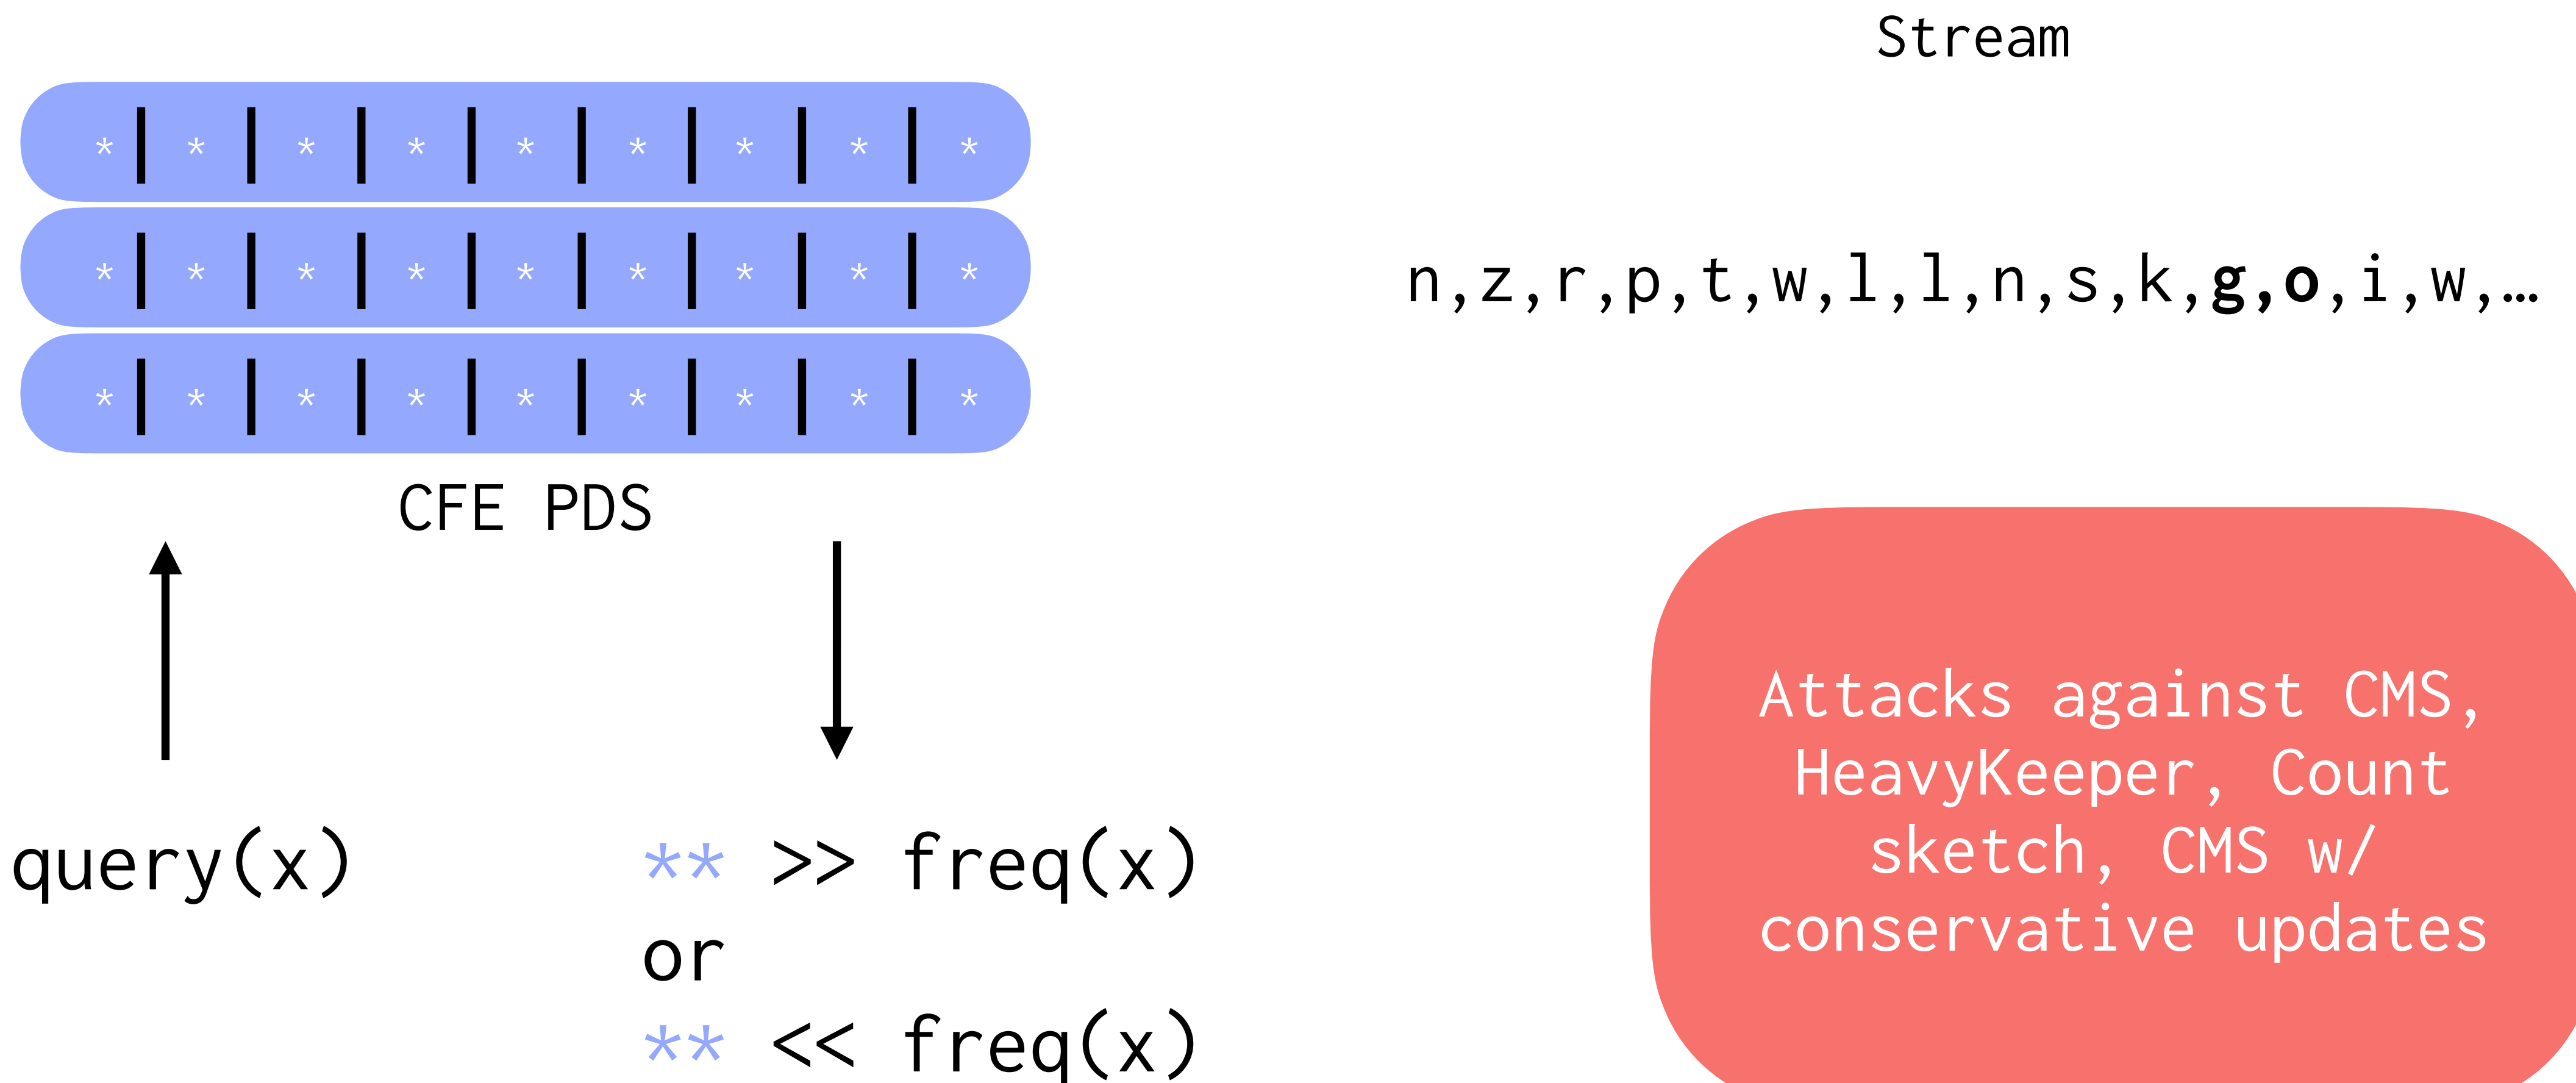 Stream
* | * | * | * | * | * | * | * | *
* | * | * | * | * | * | * | * | *
* | * | * | * | * | * | * | * | *
n,z,r,p,t,w,l,l,n,s,k,g,o,i,w,…
CFE PDS
query(x)
** >> freq(x)
or
** << freq(x)
Attacks against CMS,
HeavyKeeper, Count
sketch, CMS w/
conservative updates